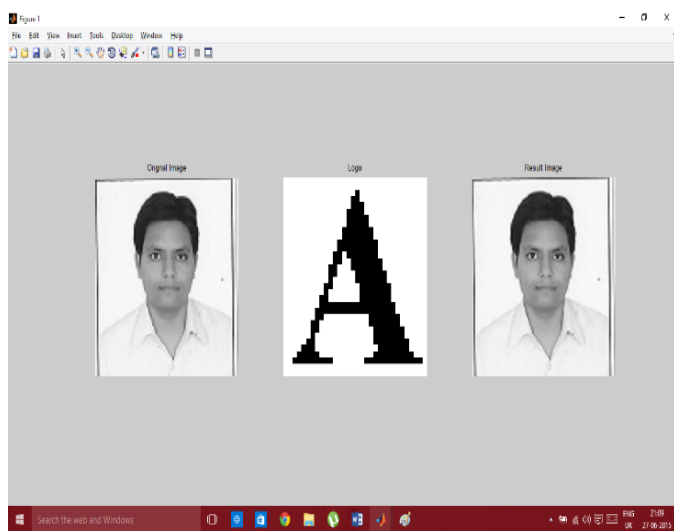 Figure 1
File Edit View Insert Tools Desktop Window Help
Orignal Image
Logo
Result Image
A
Search the web and Windows
ENG
UK
21:09
27-06-2015